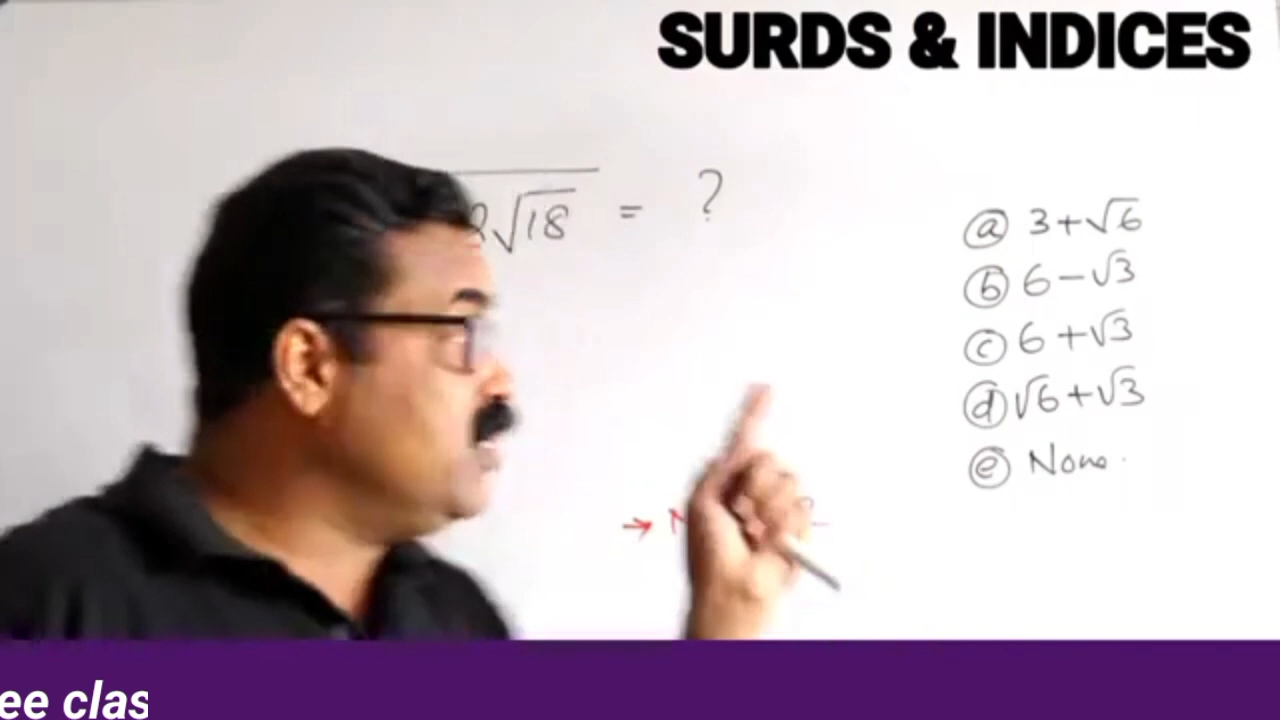 SURDS & INDICES
2√18 = ?
ⓐ 3+√6
ⓑ 6-√3
ⓒ 6+√3
ⓓ √6+√3
ⓔ None.
→
ee clas